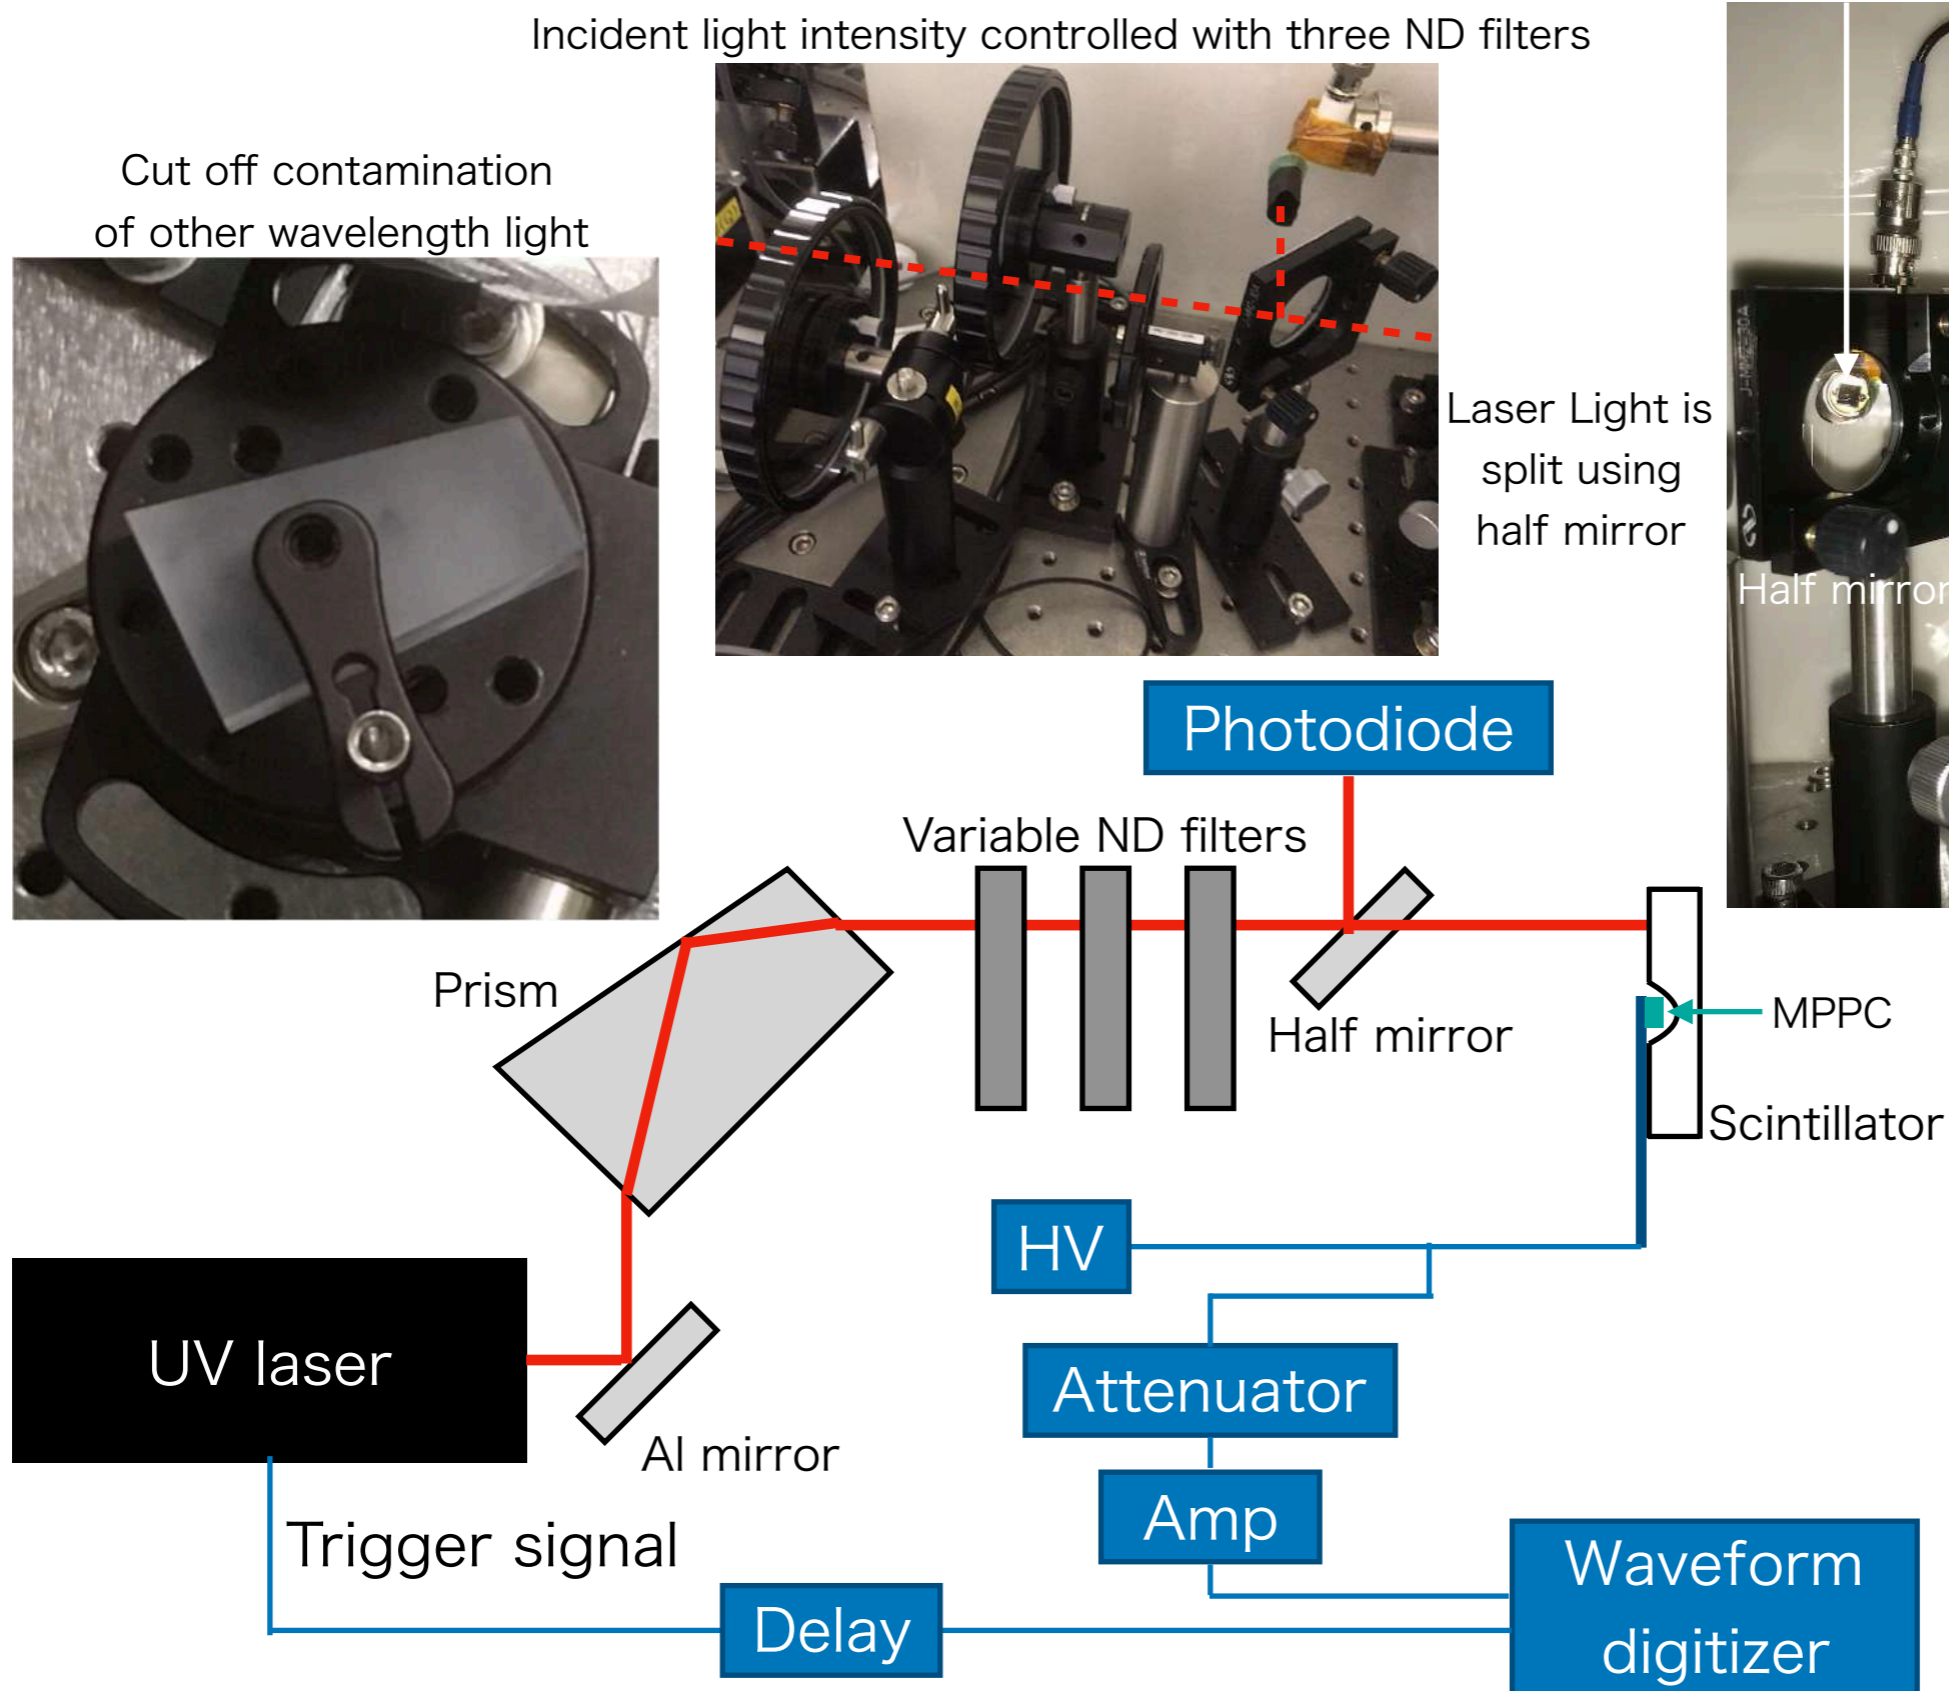 Incident light intensity controlled with three ND filters
Cut off contamination
of other wavelength light
Laser Light is
split using
half mirror
Half mirror
Photodiode
Variable ND filters
Prism
Half mirror
MPPC
Scintillator
HV
UV laser
Attenuator
Al mirror
Amp
Trigger signal
Waveform
digitizer
Delay